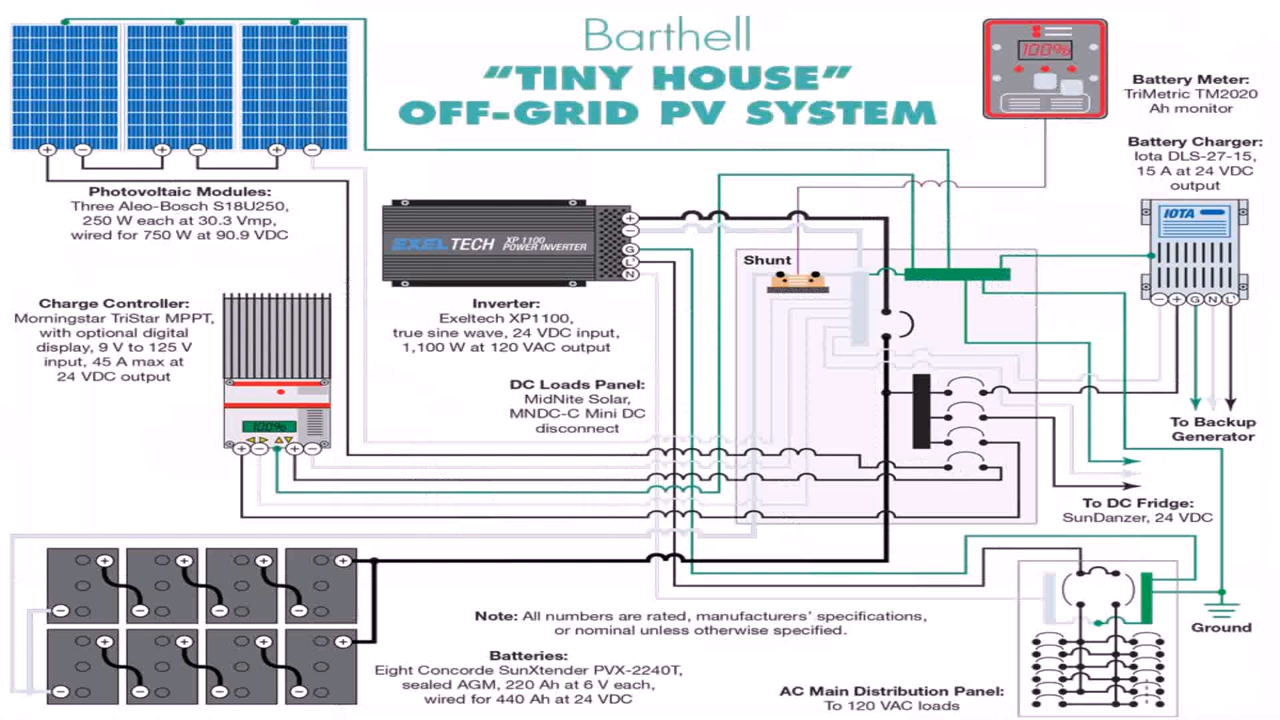 Barthell
"TINY HOUSE"
OFF-GRID PV SYSTEM
100%
Battery Meter:
TriMetric TM2020
Ah monitor
Battery Charger:
Iota DLS-27-15,
15 A at 24 VDC
output
IOTA
Photovoltaic Modules:
Three Aleo-Bosch S18U250,
250 W each at 30.3 Vmp,
wired for 750 W at 90.9 VDC
EXELTECH XP 1100
POWER INVERTER
+
−
G
L
N
Shunt
Charge Controller:
Morningstar TriStar MPPT,
with optional digital
display, 9 V to 125 V
input, 45 A max at
24 VDC output
Inverter:
Exeltech XP1100,
true sine wave, 24 VDC input,
1,100 W at 120 VAC output
− + G N L
DC Loads Panel:
MidNite Solar,
MNDC-C Mini DC
disconnect
100%
To Backup
Generator
To DC Fridge:
SunDanzer, 24 VDC
Note: All numbers are rated, manufacturers' specifications,
or nominal unless otherwise specified.
Ground
Batteries:
Eight Concorde SunXtender PVX-2240T,
sealed AGM, 220 Ah at 6 V each,
wired for 440 Ah at 24 VDC
AC Main Distribution Panel:
To 120 VAC loads